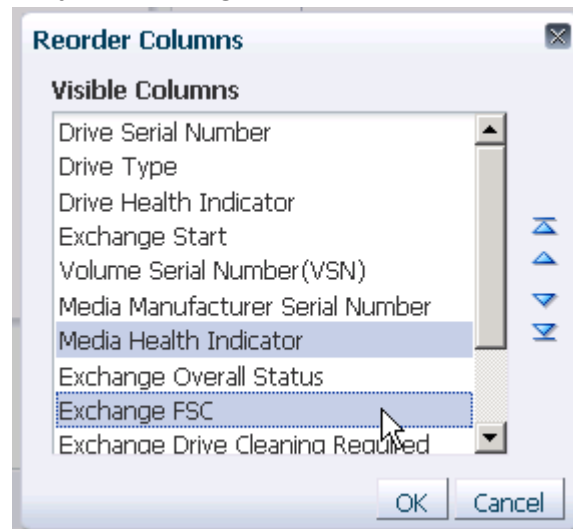 Reorder Columns
Visible Columns
Drive Serial Number
Drive Type
Drive Health Indicator
Exchange Start
Volume Serial Number(VSN)
Media Manufacturer Serial Number
Media Health Indicator
Exchange Overall Status
Exchange FSC
Exchange Drive Cleaning Required
OK
Cancel